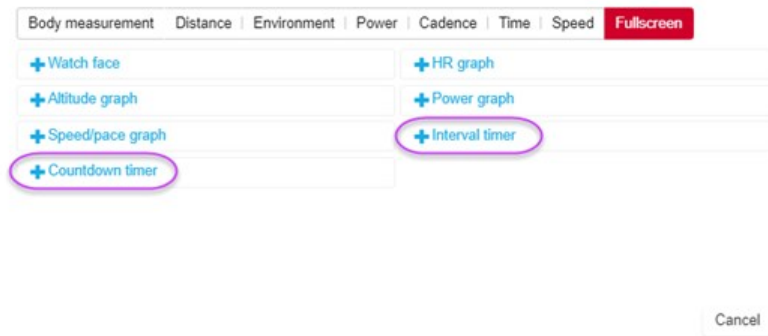 Body measurement Distance Environment Power Cadence Time Speed Fullscreen
Watch face HR graph
Altitude graph Power graph
Speed/pace graph Interval timer
Countdown timer
Cancel